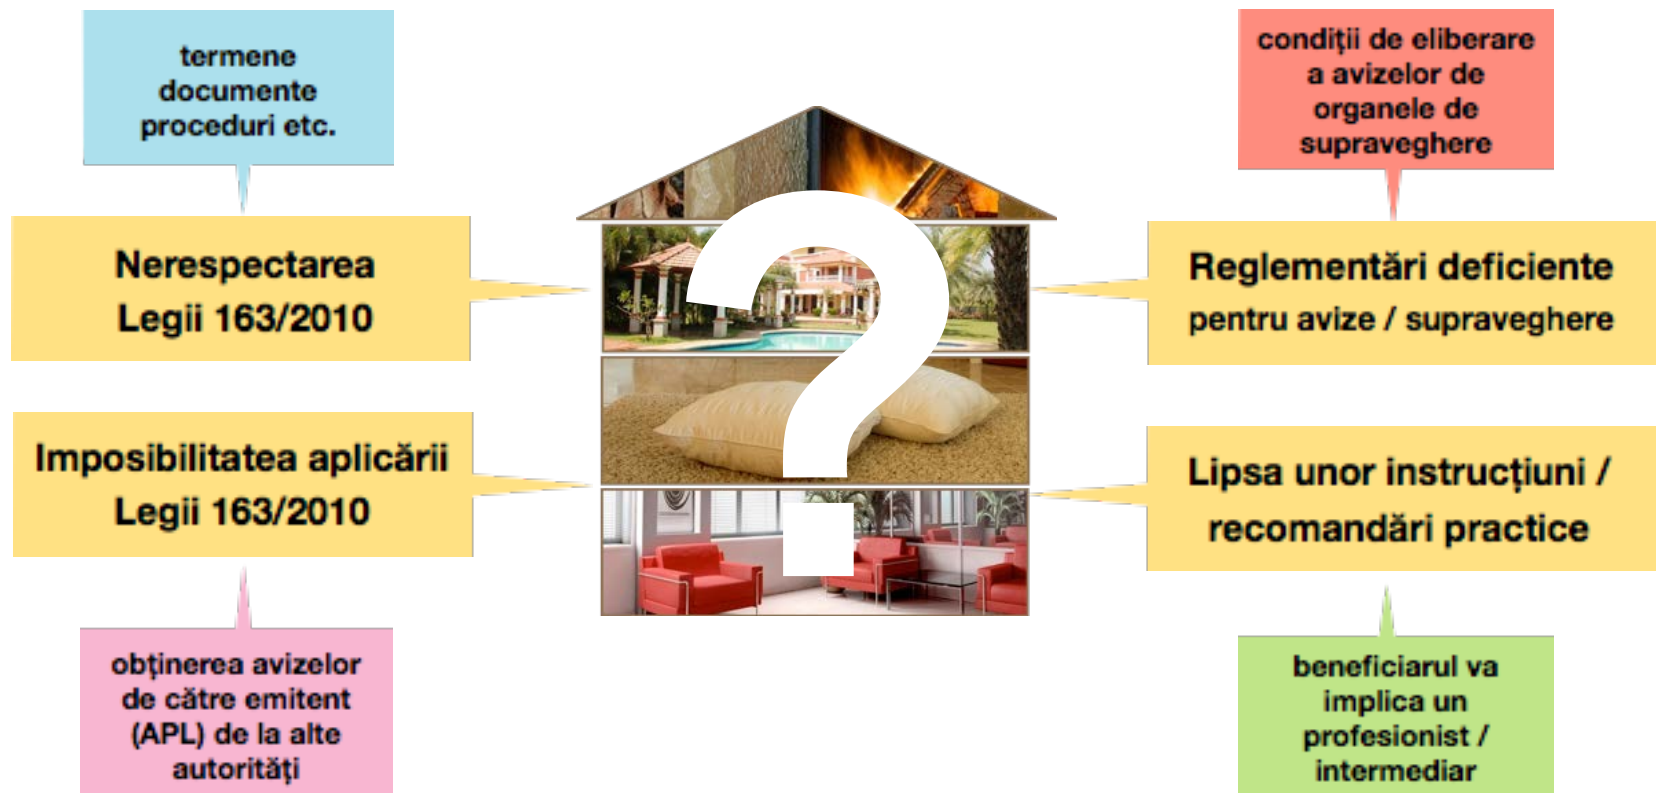 termene
documente
proceduri etc.
Nerespectarea
Legii 163/2010
Imposibilitatea aplicării
Legii 163/2010
obținerea avizelor
de către emitent
(APL) de la alte
autorități
?
condiții de eliberare
a avizelor de
organele de
supraveghere
Reglementări deficiente
pentru avize / supraveghere
Lipsa unor instrucțiuni /
recomandări practice
beneficiarul va
implica un
profesionist /
intermediar